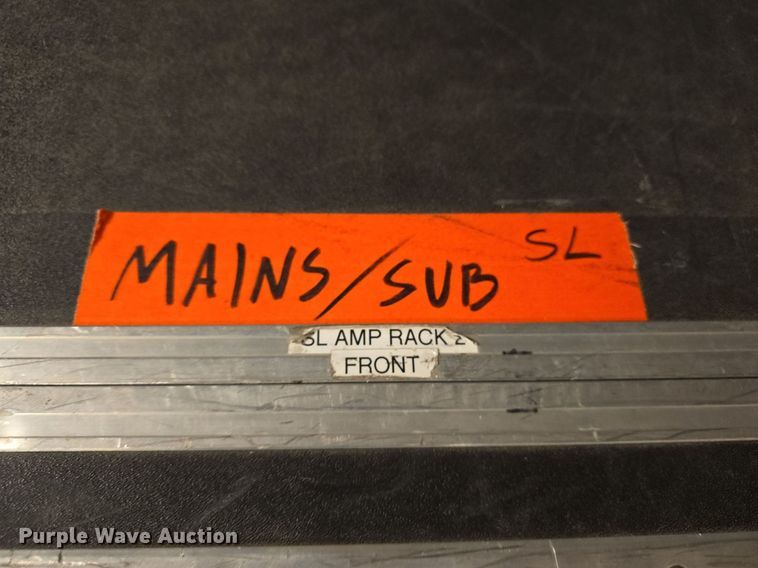 MAINS/SUB SL
SL AMP RACK 2
FRONT
Purple Wave Auction